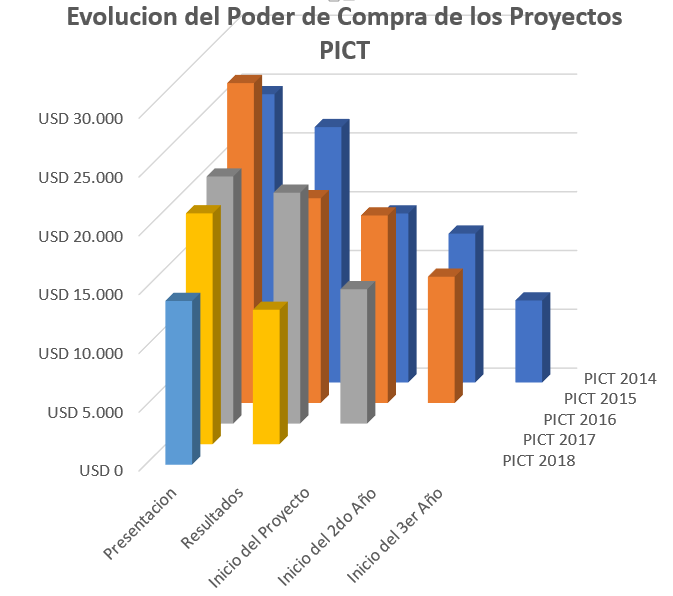 Evolucion del Poder de Compra de los Proyectos
PICT
USD 30.000
USD 25.000
USD 20.000
USD 15.000
USD 10.000
USD 5.000
USD 0
PICT 2014
PICT 2015
PICT 2016
PICT 2017
PICT 2018
Presentacion
Resultados
Inicio del Proyecto
Inicio del 2do Año
Inicio del 3er Año